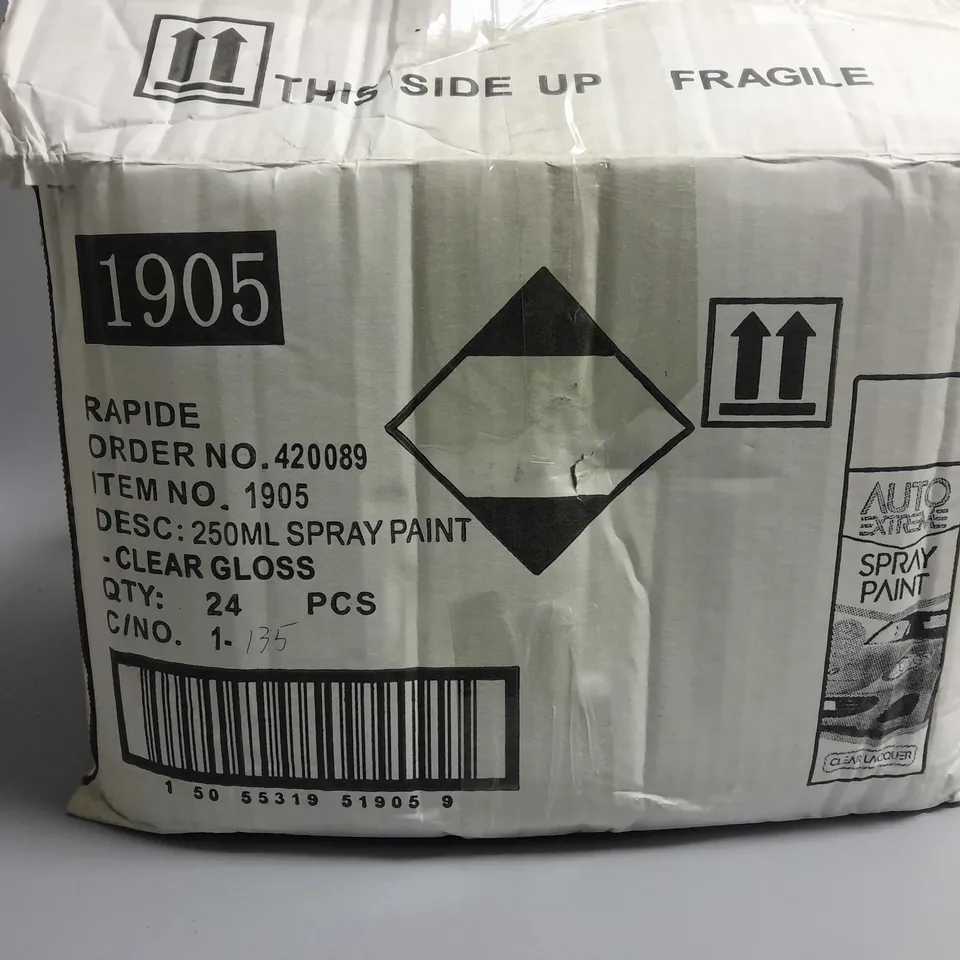 THIS SIDE UP FRAGILE
1905
RAPIDE
ORDER NO. 420089
ITEM NO. 1905
DESC: 250ML SPRAY PAINT
- CLEAR GLOSS
QTY: 24 PCS
C/NO. 1-135
1 50 55319 51905 9
AUTO
EXTREME
SPRAY
PAINT
CLEAR LACQUER